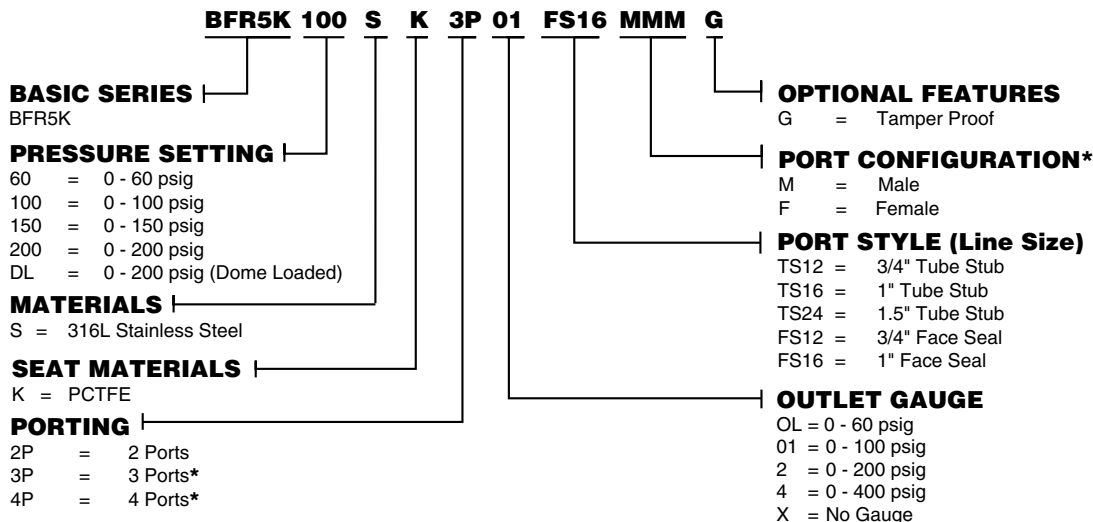 BFR5K 100 S K 3P 01 FS16 MMM G
BASIC SERIES
BFR5K
PRESSURE SETTING
60 = 0 - 60 psig
100 = 0 - 100 psig
150 = 0 - 150 psig
200 = 0 - 200 psig
DL = 0 - 200 psig (Dome Loaded)
MATERIALS
S = 316L Stainless Steel
SEAT MATERIALS
K = PCTFE
PORTING
2P = 2 Ports
3P = 3 Ports*
4P = 4 Ports*
OPTIONAL FEATURES
G = Tamper Proof
PORT CONFIGURATION*
M = Male
F = Female
PORT STYLE (Line Size)
TS12 = 3/4" Tube Stub
TS16 = 1" Tube Stub
TS24 = 1.5" Tube Stub
FS12 = 3/4" Face Seal
FS16 = 1" Face Seal
OUTLET GAUGE
OL = 0 - 60 psig
01 = 0 - 100 psig
2 = 0 - 200 psig
4 = 0 - 400 psig
X = No Gauge